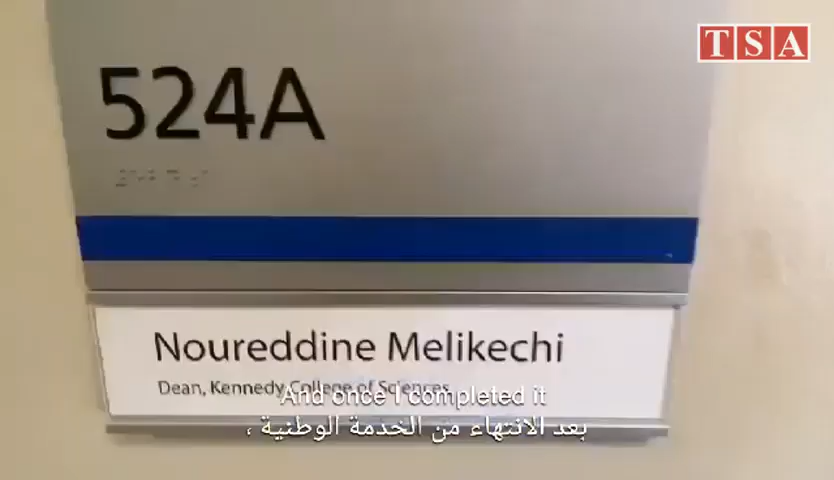 TSA
524A
Noureddine Melikechi
Dean, Kennedy College of Sciences
And once I completed it
بعد الانتهاء من الخدمة الوطنية ،